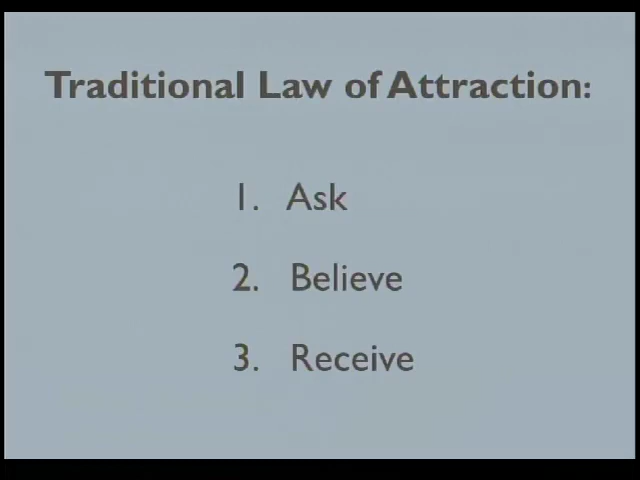 Traditional Law of Attraction:
1. Ask
2. Believe
3. Receive